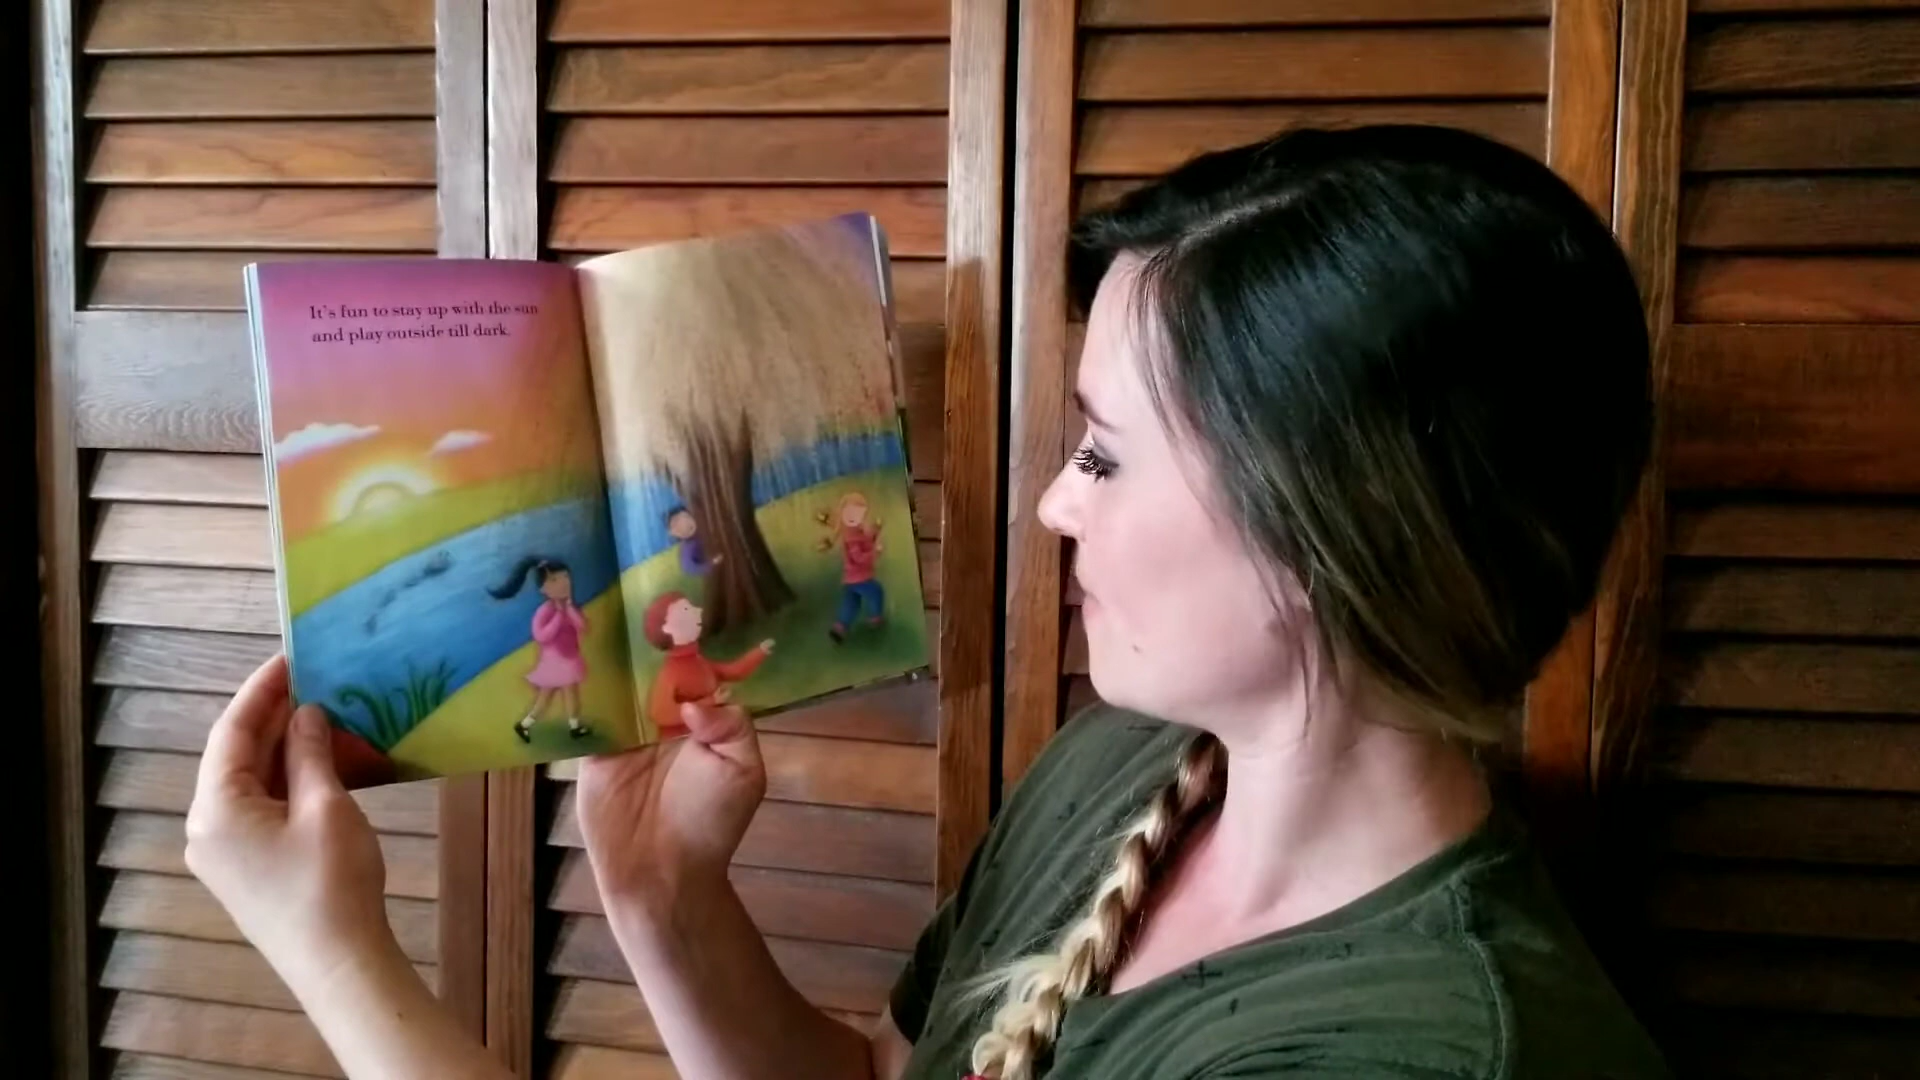 It's fun to stay up with the sun
and play outside till dark.